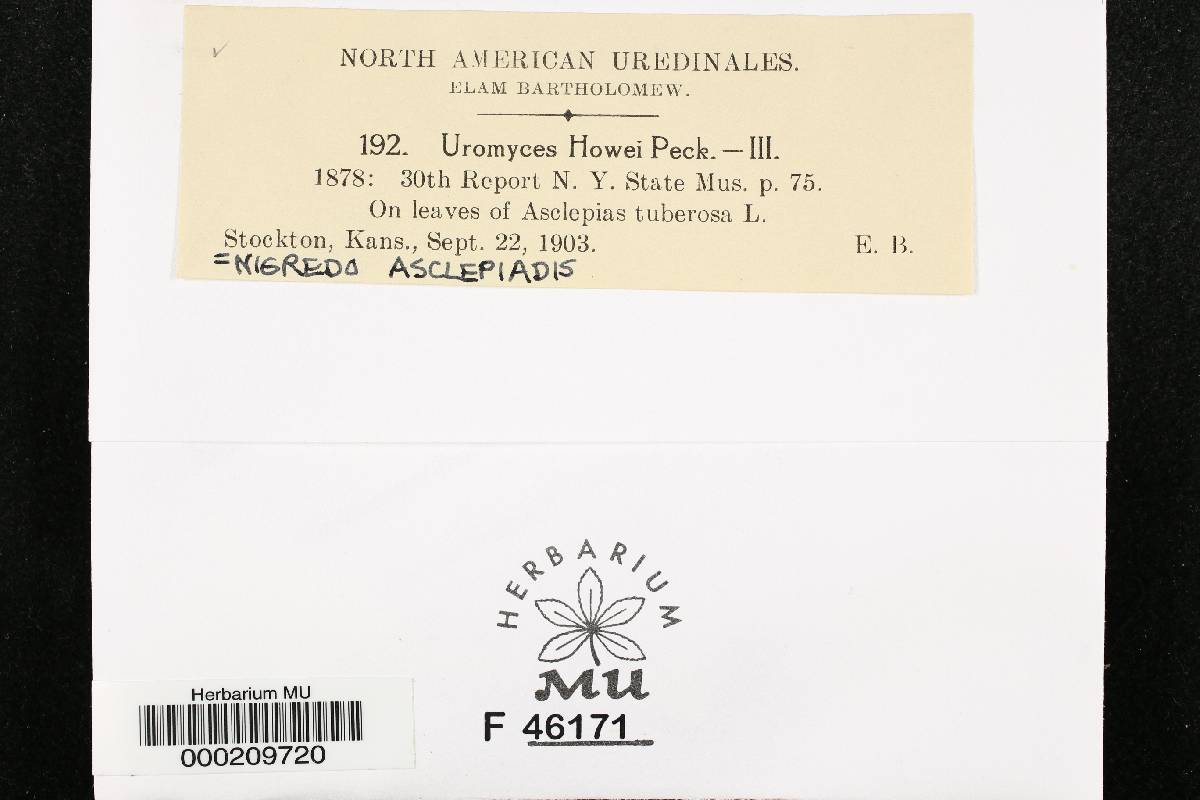 NORTH AMERICAN UREDINALES.
ELAM BARTHOLOMEW.
192. Uromyces Howei Peck. — III.
1878: 30th Report N. Y. State Mus. p. 75.
On leaves of Asclepias tuberosa L.
Stockton, Kans., Sept. 22, 1903. E. B.
=NIGREDO ASCLEPIADIS
HERBARIUM
MU
F 46171
Herbarium MU
000209720